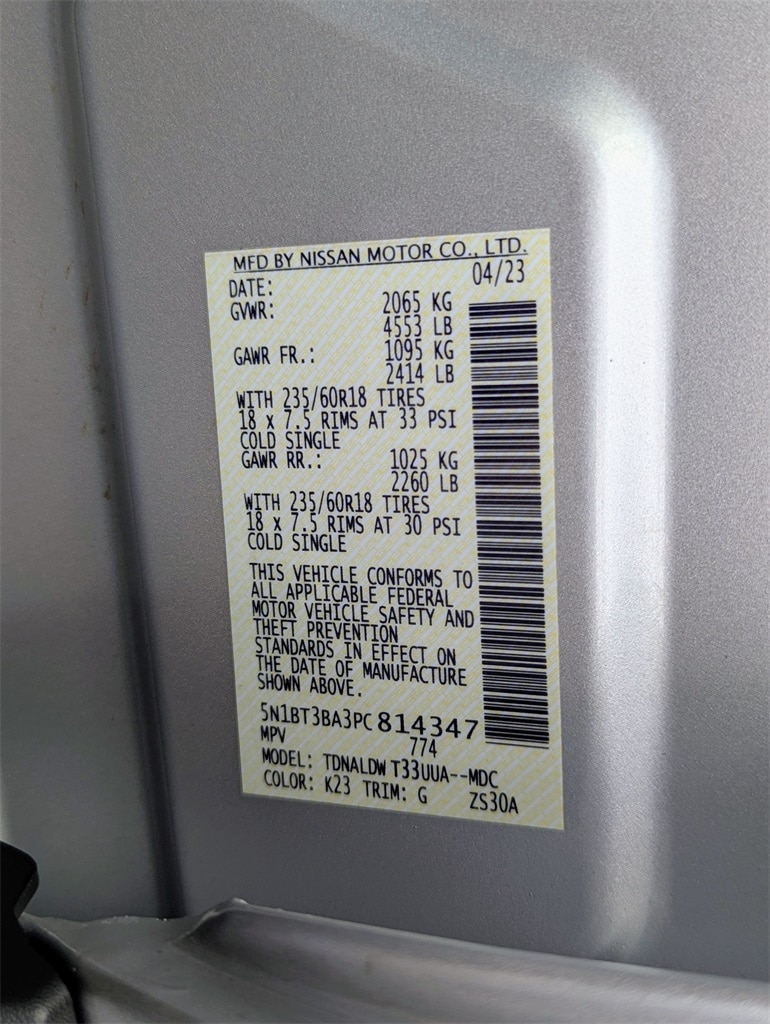 MFD BY NISSAN MOTOR CO., LTD.
DATE: 04/23
GVWR: 2065 KG
4553 LB
GAWR FR.: 1095 KG
2414 LB
WITH 235/60R18 TIRES
18 x 7.5 RIMS AT 33 PSI
COLD SINGLE
GAWR RR.: 1025 KG
2260 LB
WITH 235/60R18 TIRES
18 x 7.5 RIMS AT 30 PSI
COLD SINGLE
THIS VEHICLE CONFORMS TO
ALL APPLICABLE FEDERAL
MOTOR VEHICLE SAFETY AND
THEFT PREVENTION
STANDARDS IN EFFECT ON
THE DATE OF MANUFACTURE
SHOWN ABOVE.
5N1BT3BA3PC814347
MPV 774
MODEL: TDNALDW T33UUA--MDC
COLOR: K23 TRIM: G ZS30A